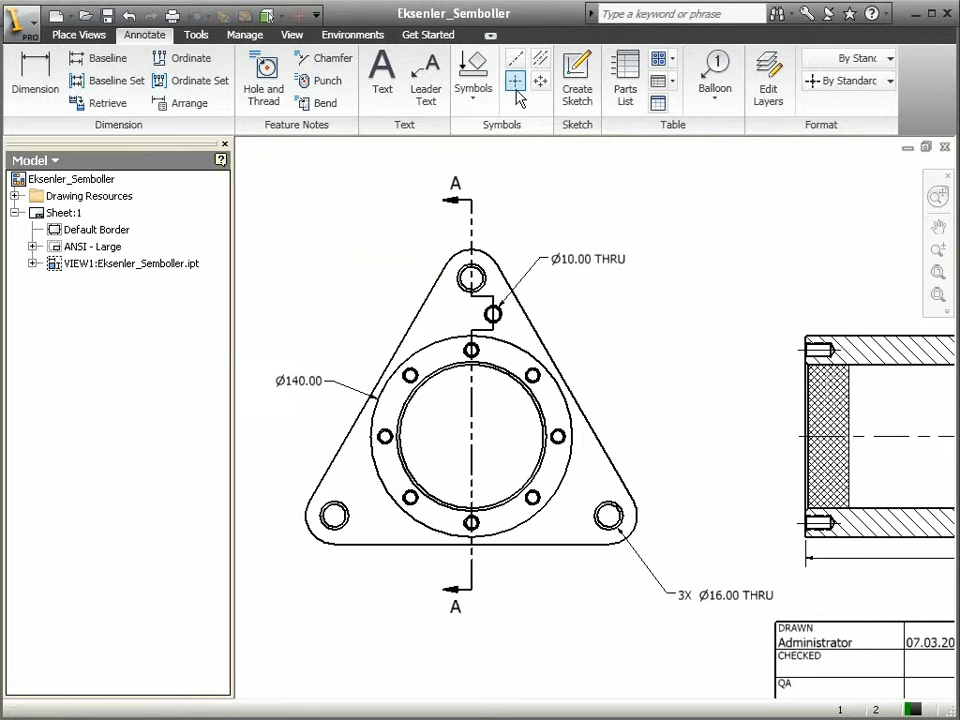 PRO
Eksenler_Semboller
Type a keyword or phrase
Place Views
Annotate
Tools
Manage
View
Environments
Get Started
Dimension
Baseline
Baseline Set
Retrieve
Ordinate
Ordinate Set
Arrange
Dimension
Hole and
Thread
Chamfer
Punch
Bend
Feature Notes
Text
Leader
Text
Text
Symbols
Symbols
Create
Sketch
Sketch
Parts
List
Balloon
Table
Edit
Layers
By Stanc
By Standarc
Format
Model
Eksenler_Semboller
Drawing Resources
Sheet:1
Default Border
ANSI - Large
VIEW1:Eksenler_Semboller.ipt
A
Ø10.00 THRU
Ø140.00
3X Ø16.00 THRU
A
DRAWN
Administrator
07.03.20
CHECKED
QA
1
2